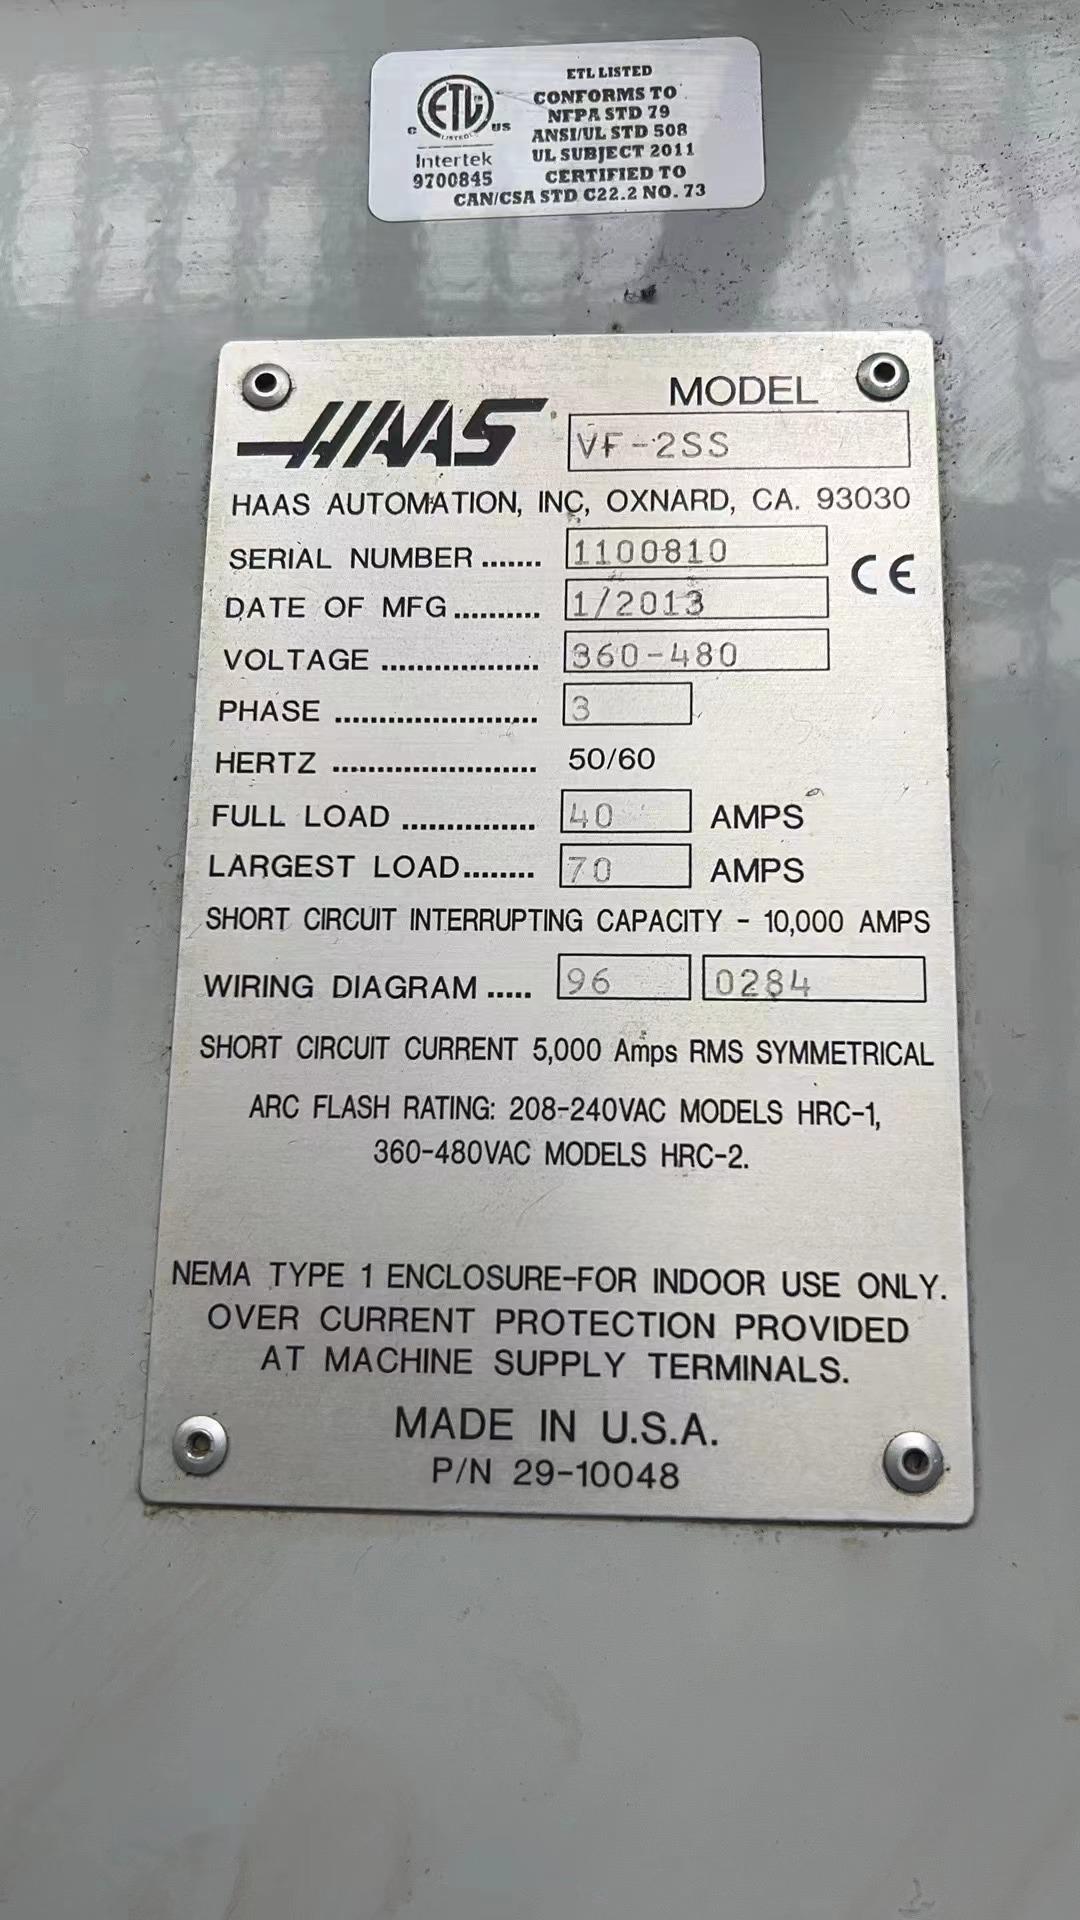 ETL LISTED
CONFORMS TO
NFPA STD 79
ANSI/UL STD 508
UL SUBJECT 2011
CERTIFIED TO
CAN/CSA STD C22.2 NO. 73
ETL
LISTED
C US
Intertek
9700845
HAAS
MODEL
VF-2SS
HAAS AUTOMATION, INC, OXNARD, CA. 93030
SERIAL NUMBER ....... 1100810
CE
DATE OF MFG .......... 1/2013
VOLTAGE .................. 360-480
PHASE ....................... 3
HERTZ ....................... 50/60
FULL LOAD ............... 40 AMPS
LARGEST LOAD........ 70 AMPS
SHORT CIRCUIT INTERRUPTING CAPACITY - 10,000 AMPS
WIRING DIAGRAM ..... 96 0284
SHORT CIRCUIT CURRENT 5,000 Amps RMS SYMMETRICAL
ARC FLASH RATING: 208-240VAC MODELS HRC-1,
360-480VAC MODELS HRC-2.
NEMA TYPE 1 ENCLOSURE-FOR INDOOR USE ONLY.
OVER CURRENT PROTECTION PROVIDED
AT MACHINE SUPPLY TERMINALS.
MADE IN U.S.A.
P/N 29-10048